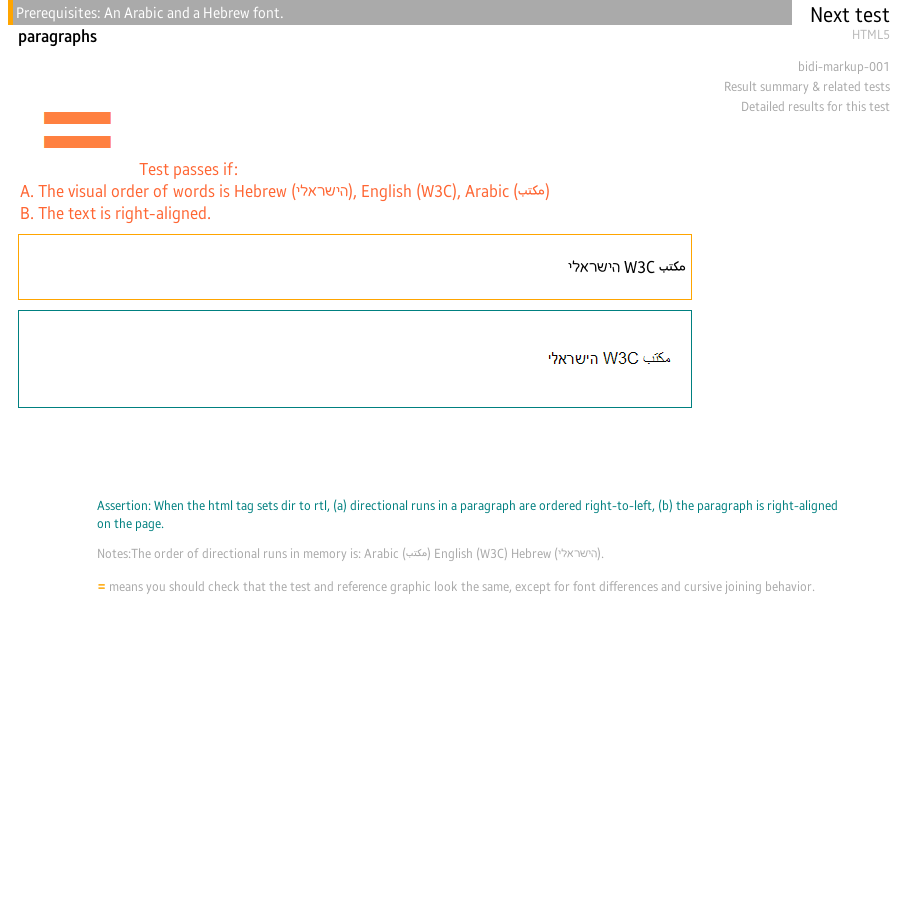 Prerequisites: An Arabic and a Hebrew font.
Next test
paragraphs
HTML5
bidi-markup-001
Result summary & related tests
Detailed results for this test
=
Test passes if:
A. The visual order of words is Hebrew (הישראלי), English (W3C), Arabic (مكتب)
B. The text is right-aligned.
مكتب W3C הישראלי
مكتب W3C הישראלי
Assertion: When the html tag sets dir to rtl, (a) directional runs in a paragraph are ordered right-to-left, (b) the paragraph is right-aligned
on the page.
Notes:The order of directional runs in memory is: Arabic (مكتب) English (W3C) Hebrew (הישראלי).
= means you should check that the test and reference graphic look the same, except for font differences and cursive joining behavior.